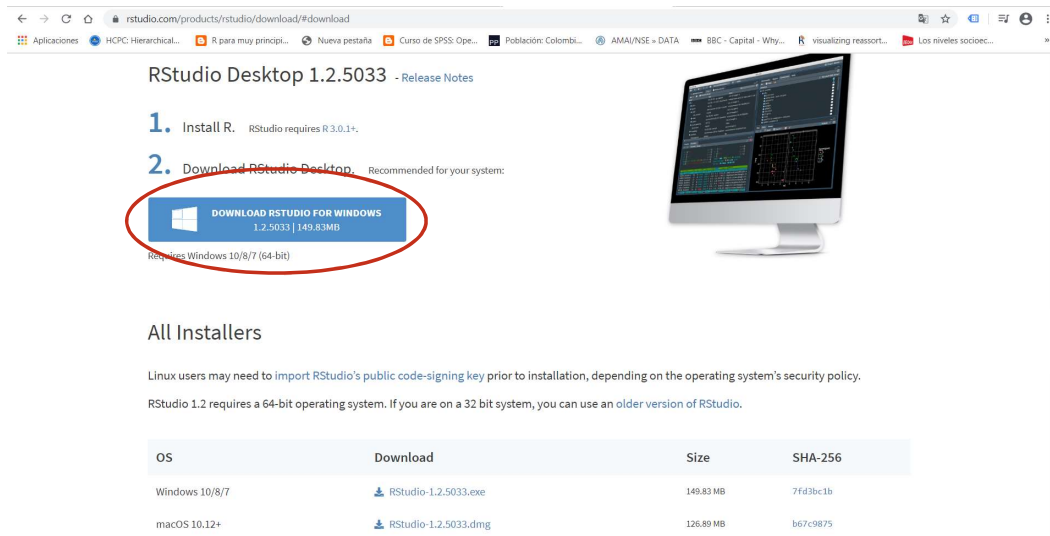 rstudio.com/products/rstudio/download/#download
Aplicaciones HCPC: Hierarchical... R para muy principi... Nueva pestaña Curso de SPSS: Ope... PP Población: Colombi... AMAI/NSE » DATA BBC - Capital - Why... visualizing reassort... Los niveles socioec... »
RStudio Desktop 1.2.5033 - Release Notes
1. Install R. RStudio requires R 3.0.1+.
2. Download RStudio Desktop. Recommended for your system:
DOWNLOAD RSTUDIO FOR WINDOWS
1.2.5033 | 149.83MB
Requires Windows 10/8/7 (64-bit)
All Installers
Linux users may need to import RStudio's public code-signing key prior to installation, depending on the operating system's security policy.
RStudio 1.2 requires a 64-bit operating system. If you are on a 32 bit system, you can use an older version of RStudio.
OS Download Size SHA-256
Windows 10/8/7 RStudio-1.2.5033.exe 149.83 MB 7fd3bc1b
macOS 10.12+ RStudio-1.2.5033.dmg 126.89 MB b67c9875